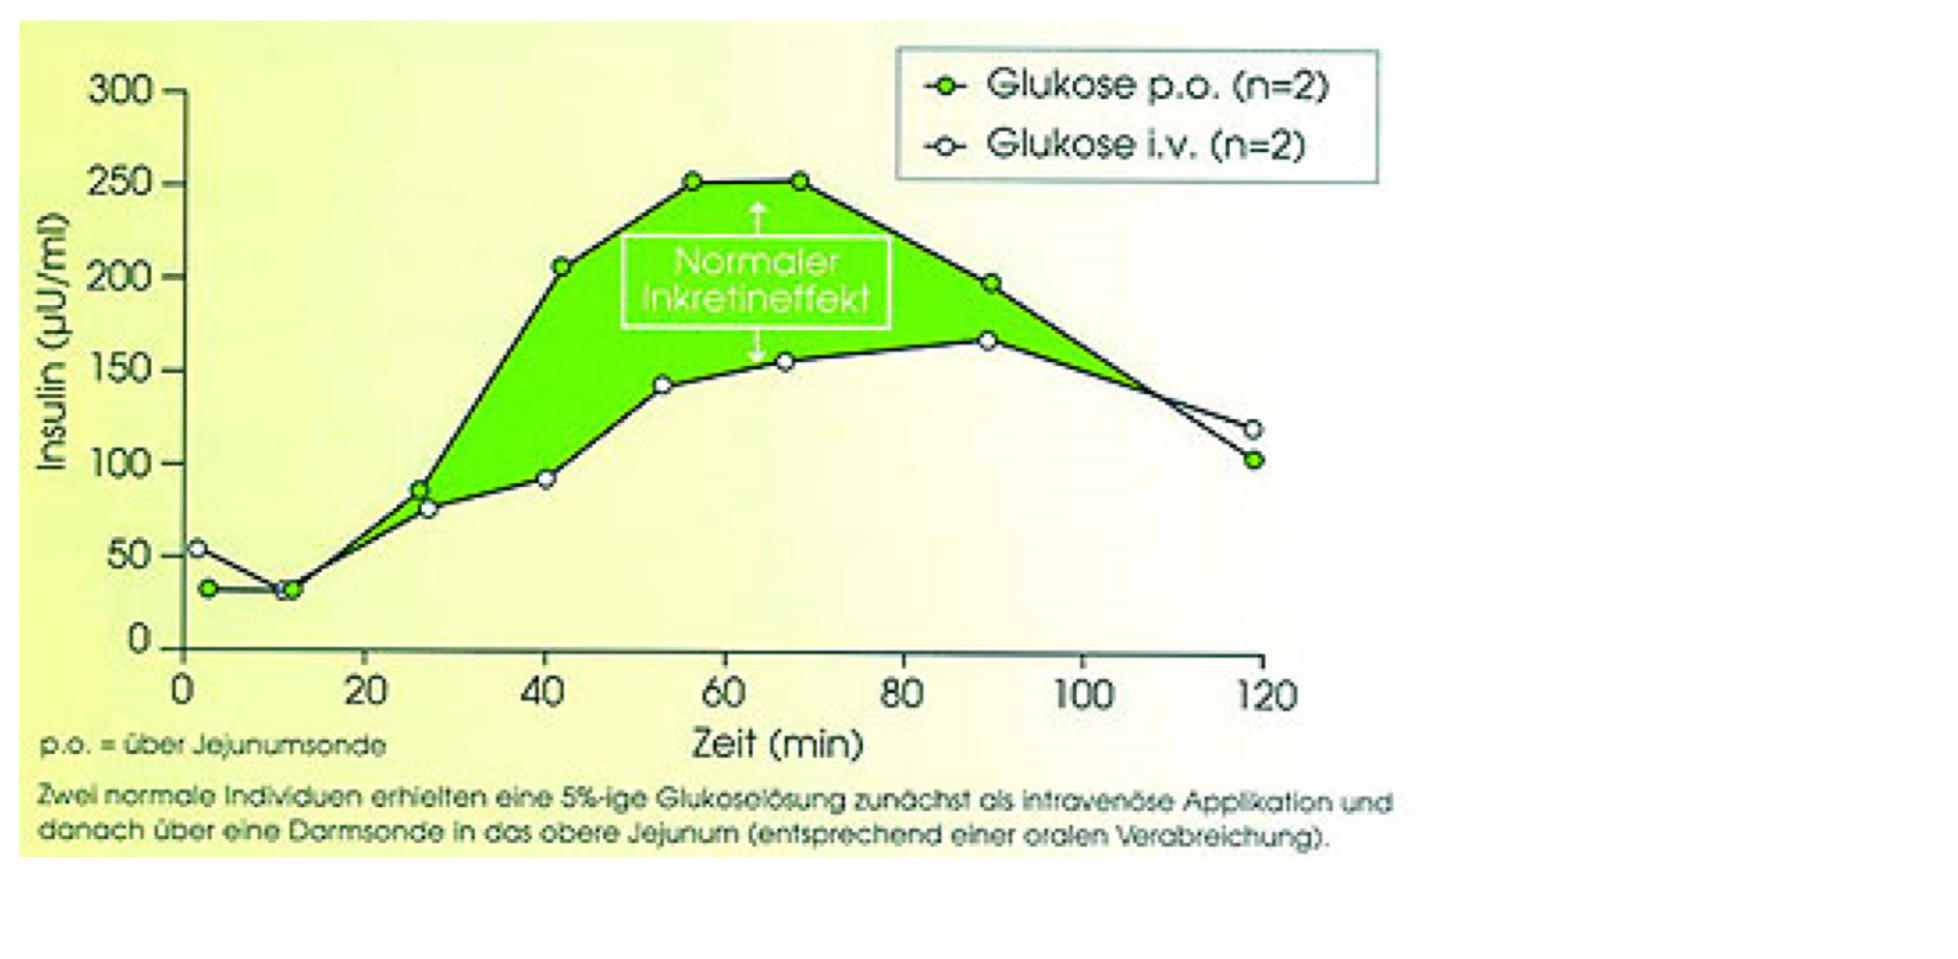 Glukose p.o. (n=2)
Glukose i.v. (n=2)
300
250
200
150
100
50
0
Insulin (µU/ml)
Normaler
Inkretineffekt
0 20 40 60 80 100 120
Zeit (min)
p.o. = über Jejunumsonde
Zwei normale Individuen erhielten eine 5%-ige Glukoselösung zunächst als intravenöse Applikation und
danach über eine Darmsonde in das obere Jejunum (entsprechend einer oralen Verabreichung).